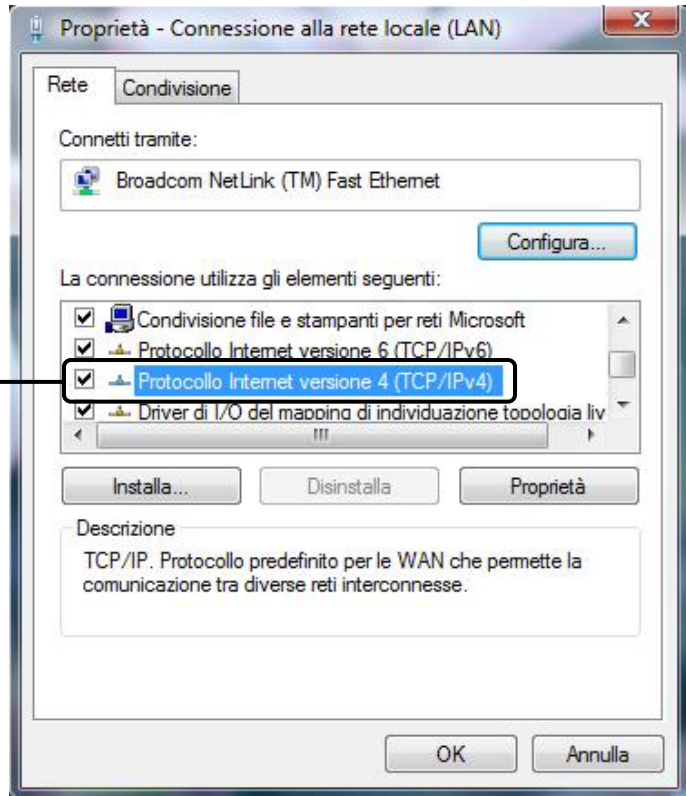 Proprietà - Connessione alla rete locale (LAN)
Rete
Condivisione
Connetti tramite:
Broadcom NetLink (TM) Fast Ethernet
Configura...
La connessione utilizza gli elementi seguenti:
Condivisione file e stampanti per reti Microsoft
Protocollo Internet versione 6 (TCP/IPv6)
Protocollo Internet versione 4 (TCP/IPv4)
Driver di I/O del mapping di individuazione topologia liv
Installa...
Disinstalla
Proprietà
Descrizione
TCP/IP. Protocollo predefinito per le WAN che permette la
comunicazione tra diverse reti interconnesse.
OK
Annulla